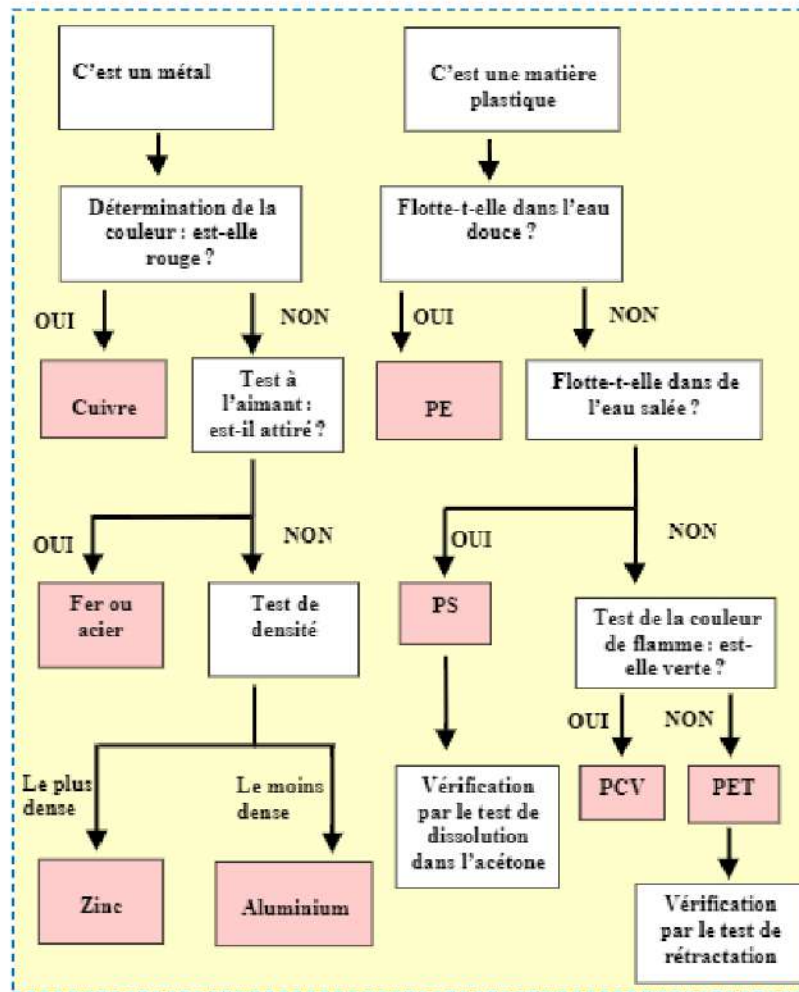 C'est un métal
Détermination de la
couleur : est-elle
rouge ?
OUI
NON
Cuivre
Test à
l'aimant :
est-il attiré ?
OUI
NON
Fer ou
acier
Test de
densité
Le plus
dense
Le moins
dense
Zinc
Aluminium
C'est une matière
plastique
Flotte-t-elle dans l'eau
douce ?
OUI
NON
PE
Flotte-t-elle dans de
l'eau salée ?
OUI
NON
PS
Test de la couleur
de flamme : est-
elle verte ?
Vérification
par le test de
dissolution
dans l'acétone
OUI
NON
PCV
PET
Vérification
par le test de
rétractation